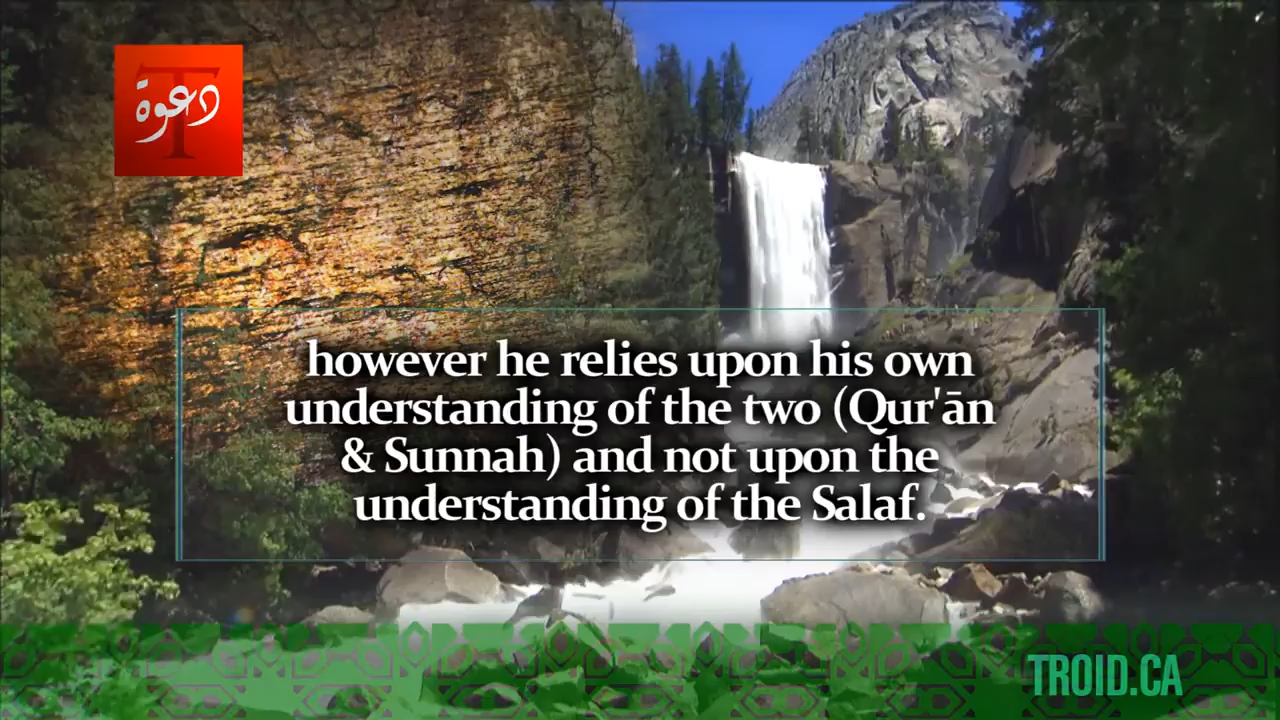 دعوة
T
however he relies upon his own
understanding of the two (Qur'ān
& Sunnah) and not upon the
understanding of the Salaf.
TROID.CA